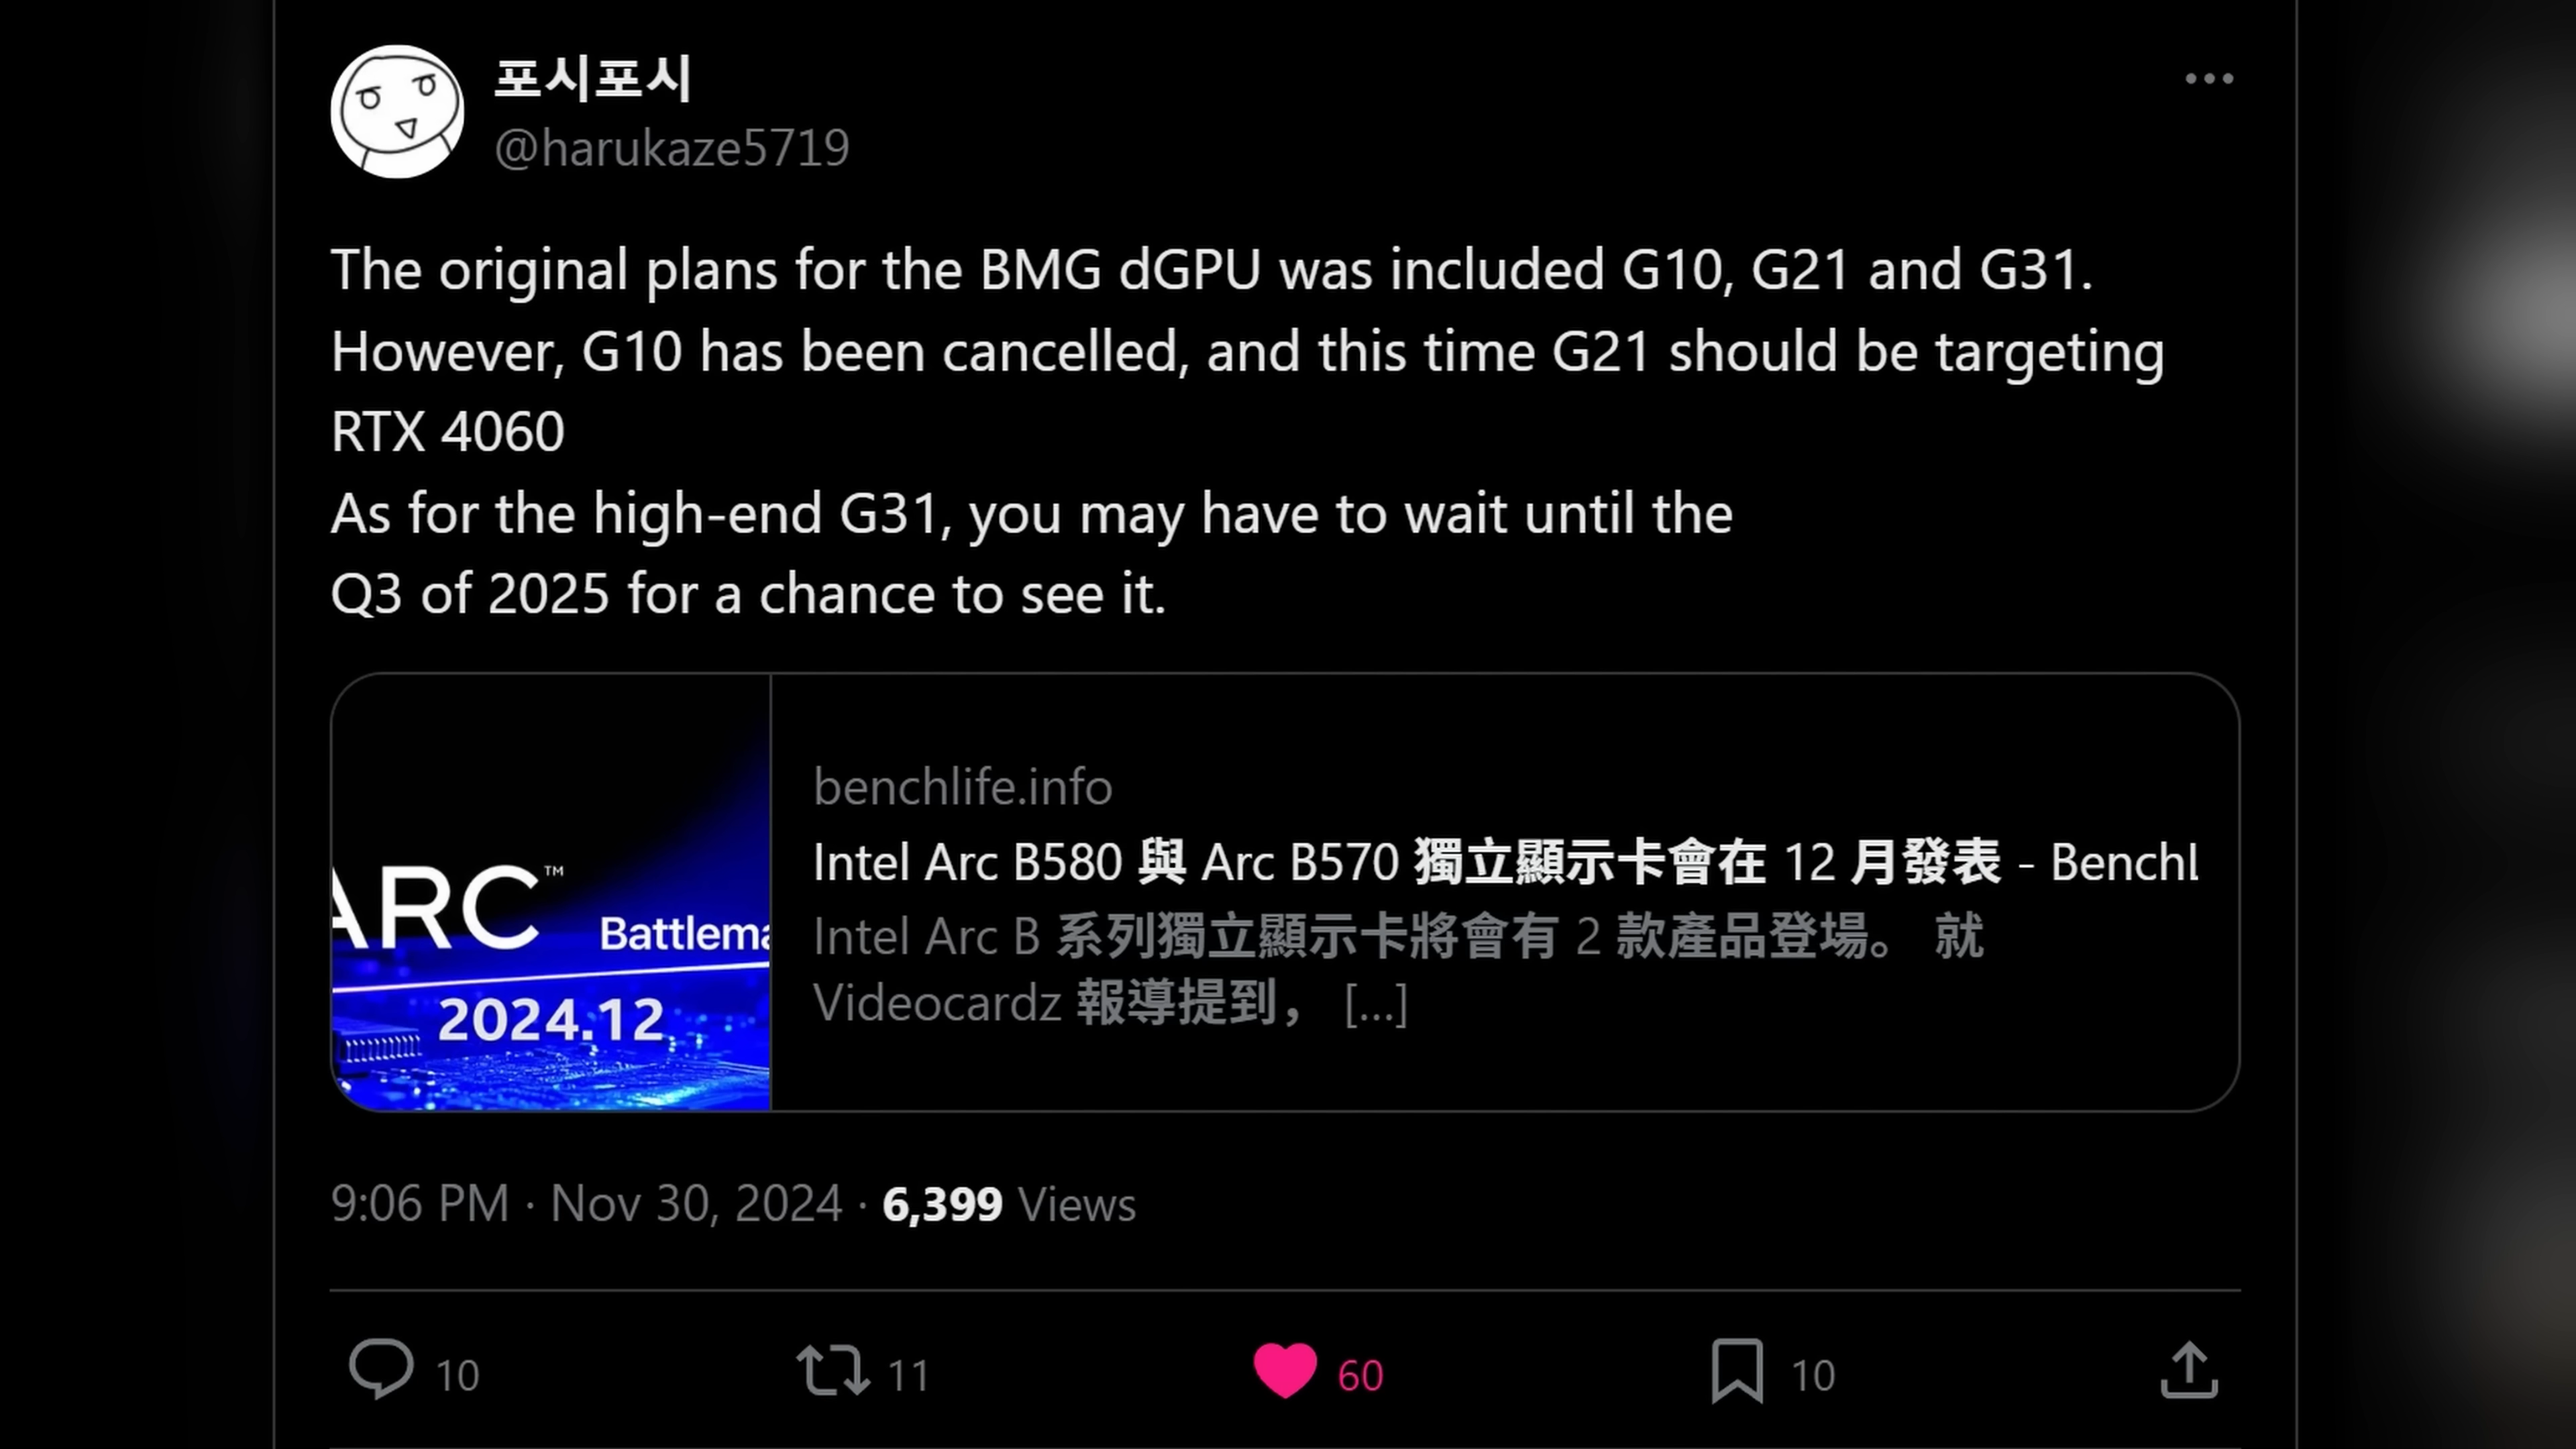 포시포시
@harukaze5719
The original plans for the BMG dGPU was included G10, G21 and G31.
However, G10 has been cancelled, and this time G21 should be targeting
RTX 4060
As for the high-end G31, you may have to wait until the
Q3 of 2025 for a chance to see it.
ARC™
Battlema
2024.12
benchlife.info
Intel Arc B580 與 Arc B570 獨立顯示卡會在 12 月發表 - Benchl
Intel Arc B 系列獨立顯示卡將會有 2 款產品登場。 就
Videocardz 報導提到， [...]
9:06 PM · Nov 30, 2024 · 6,399 Views
10 11 60 10